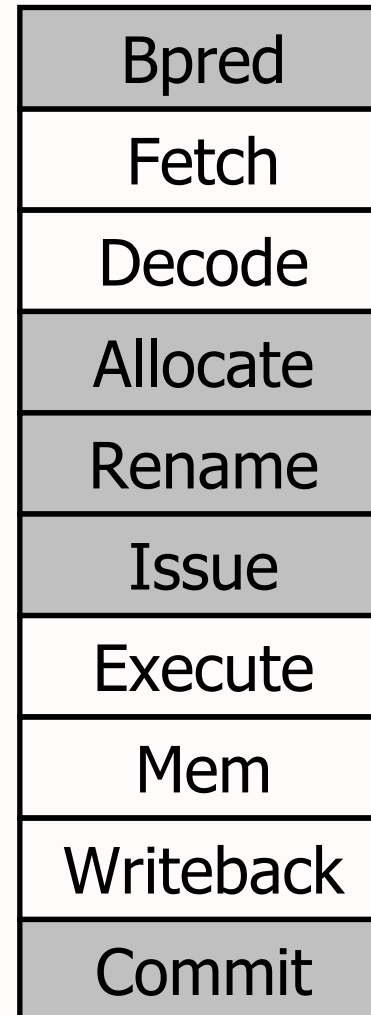 Bpred
Fetch
Decode
Allocate
Rename
Issue
Execute
Mem
Writeback
Commit